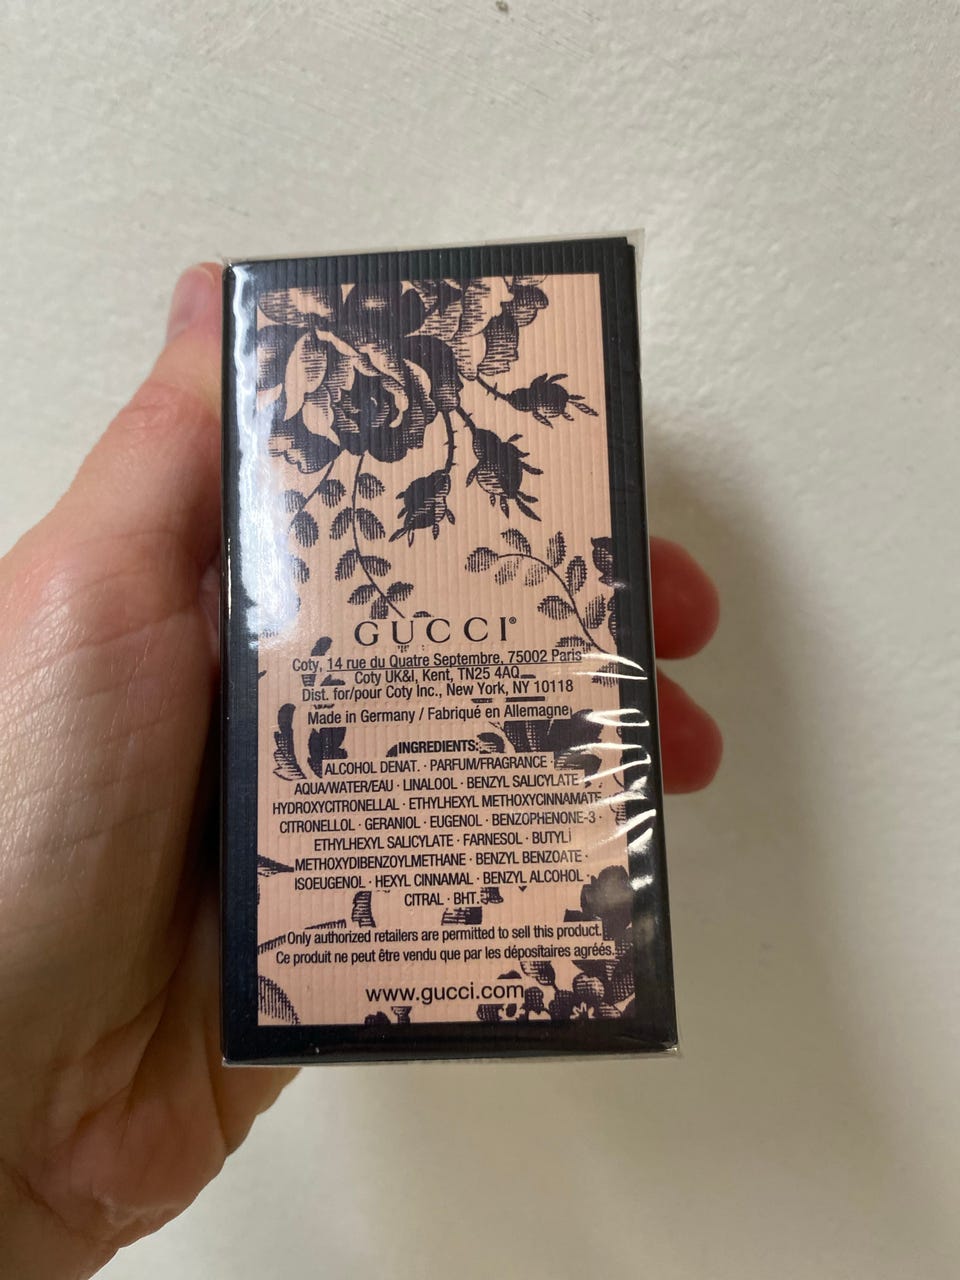 GUCCI®
Coty, 14 rue du Quatre Septembre, 75002 Paris
Coty UK&I, Kent, TN25 4AQ
Dist. for/pour Coty Inc., New York, NY 10118
Made in Germany / Fabriqué en Allemagne
INGREDIENTS:
ALCOHOL DENAT. · PARFUM/FRAGRANCE ·
AQUA/WATER/EAU · LINALOOL · BENZYL SALICYLATE ·
HYDROXYCITRONELLAL · ETHYLHEXYL METHOXYCINNAMATE
CITRONELLOL · GERANIOL · EUGENOL · BENZOPHENONE-3 ·
ETHYLHEXYL SALICYLATE · FARNESOL · BUTYL
METHOXYDIBENZOYLMETHANE · BENZYL BENZOATE ·
ISOEUGENOL · HEXYL CINNAMAL · BENZYL ALCOHOL ·
CITRAL · BHT.
Only authorized retailers are permitted to sell this product.
Ce produit ne peut être vendu que par les dépositaires agréés.
www.gucci.com